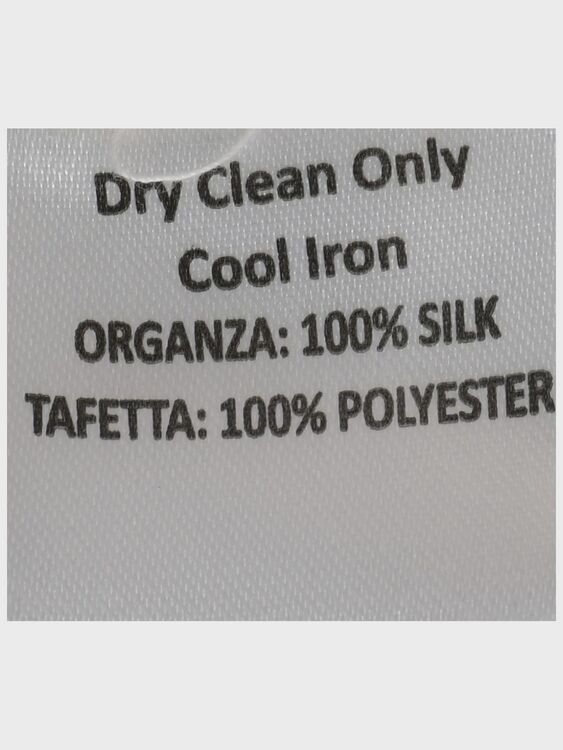 Dry Clean Only
Cool Iron
ORGANZA: 100% SILK
TAFETTA: 100% POLYESTER